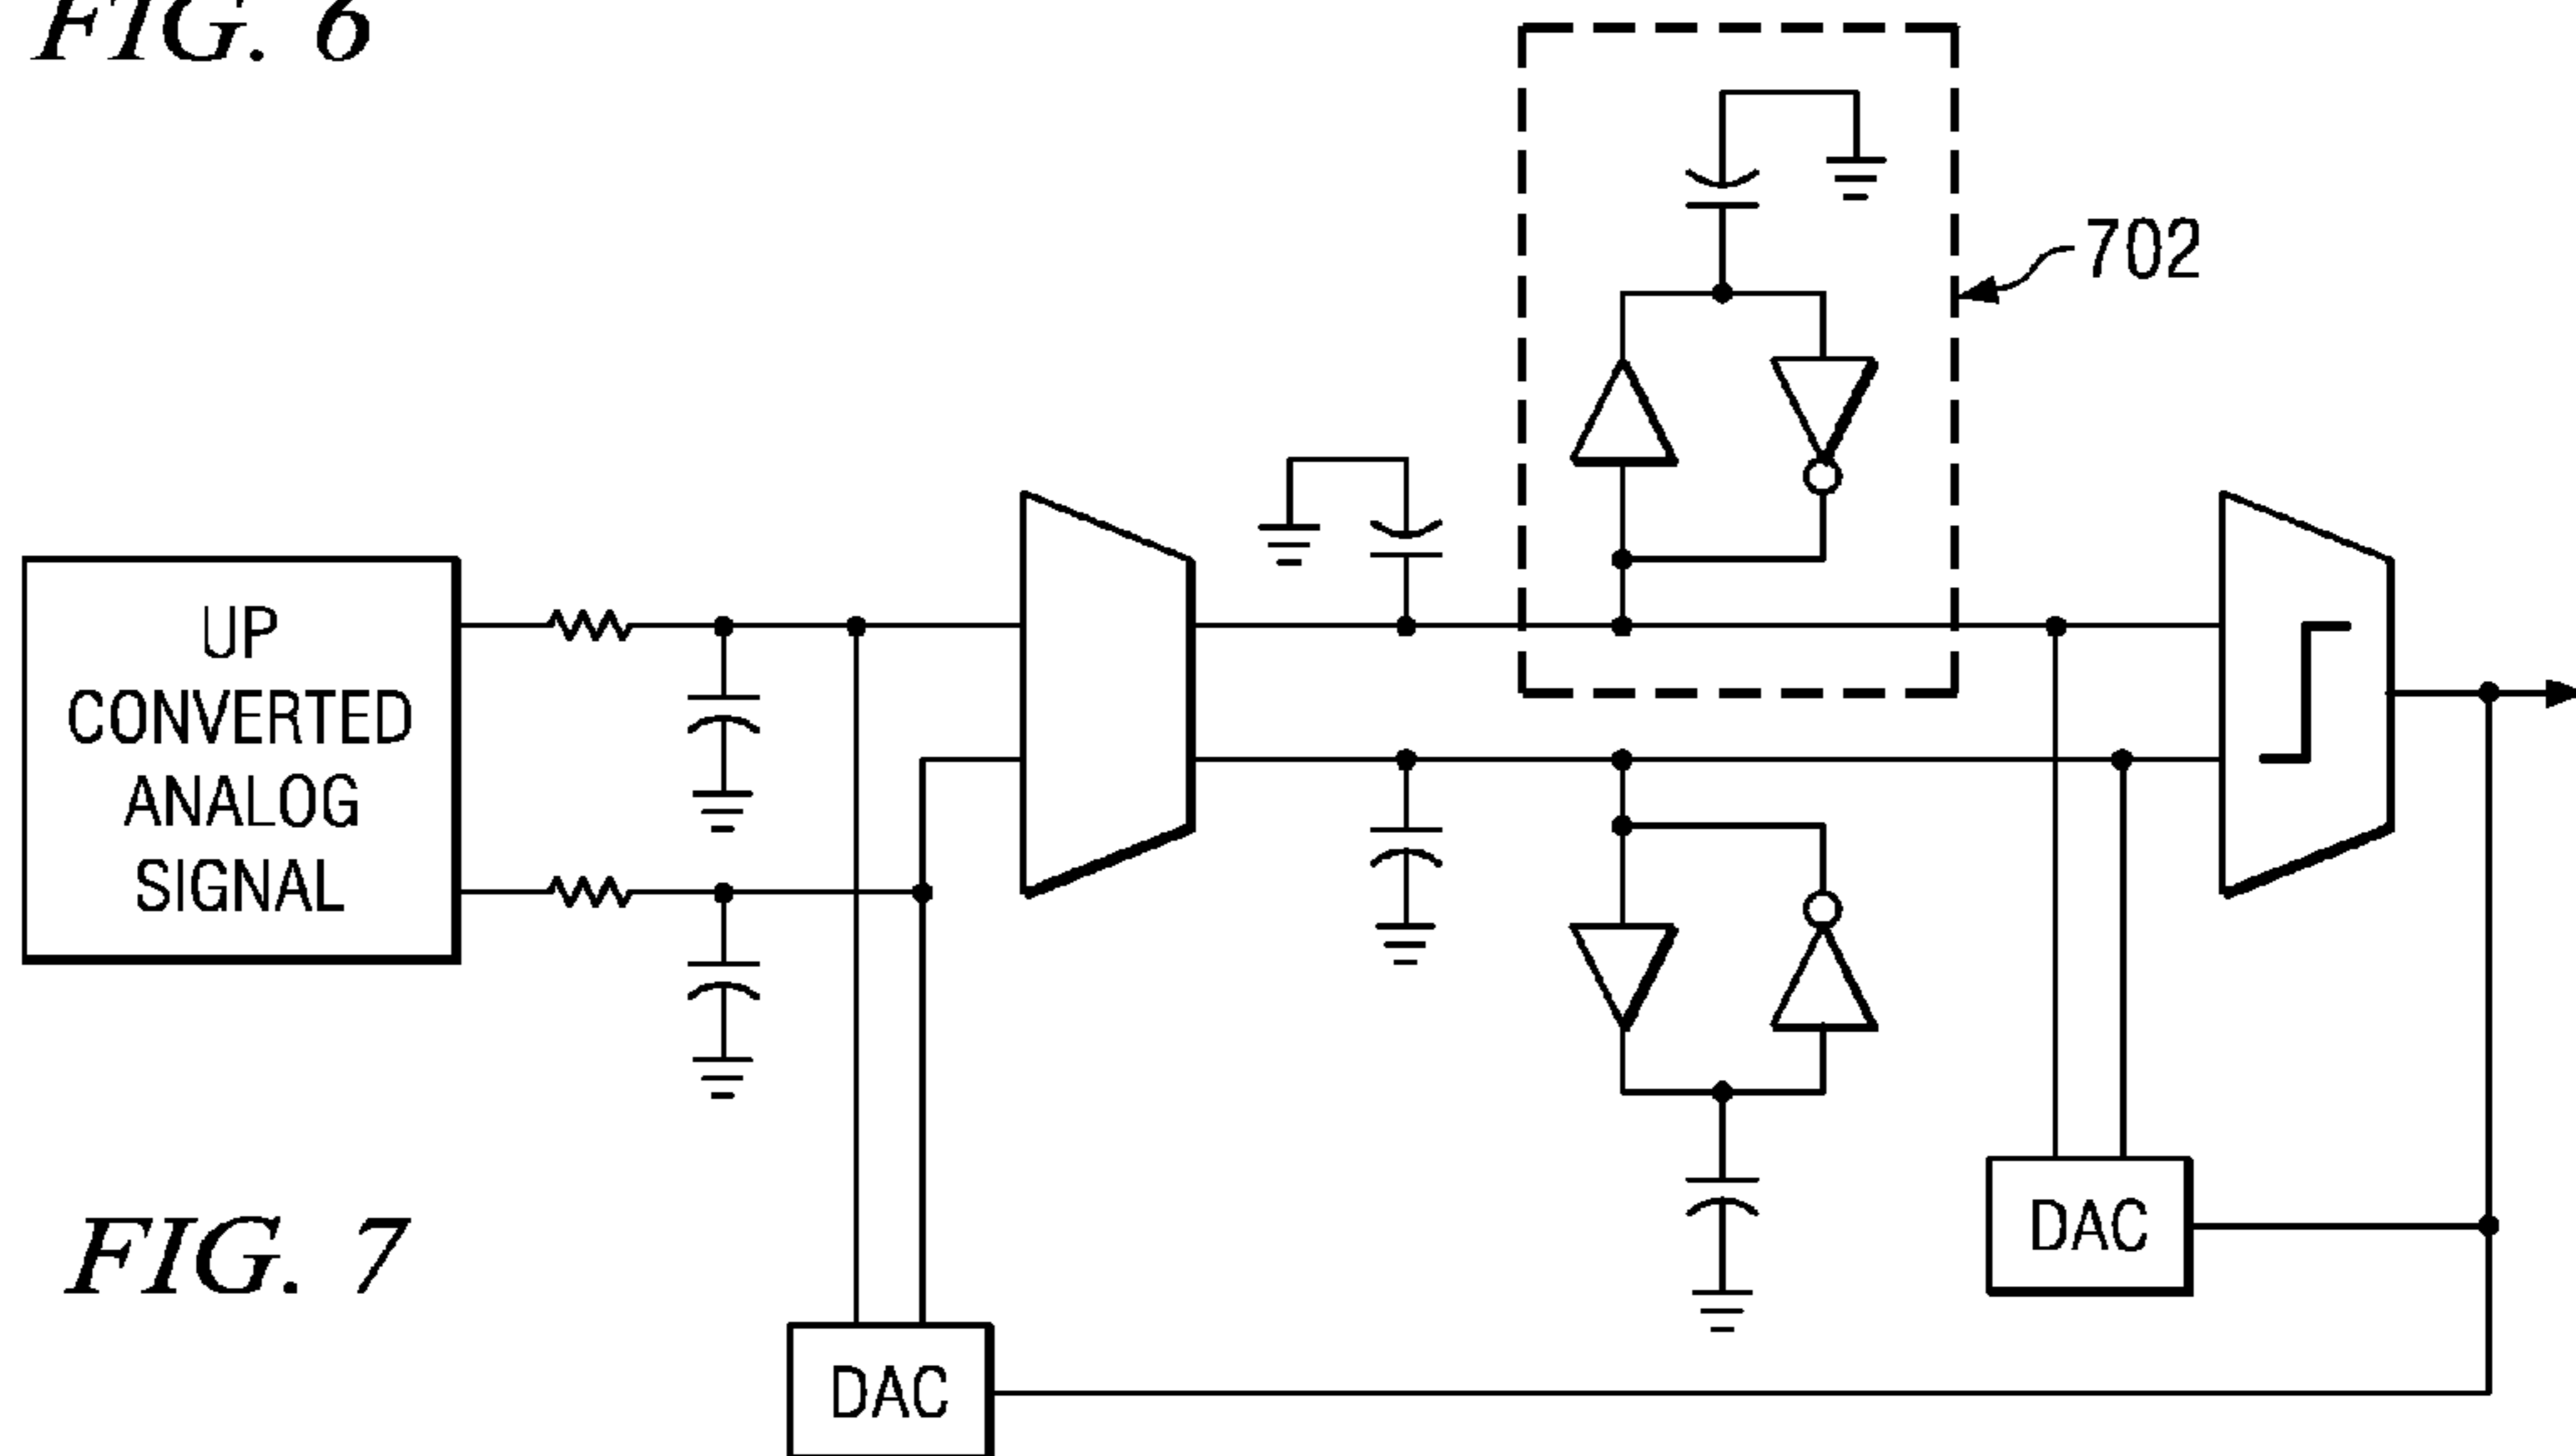 FIG. 6
702
UP
CONVERTED
ANALOG
SIGNAL
DAC
FIG. 7
DAC